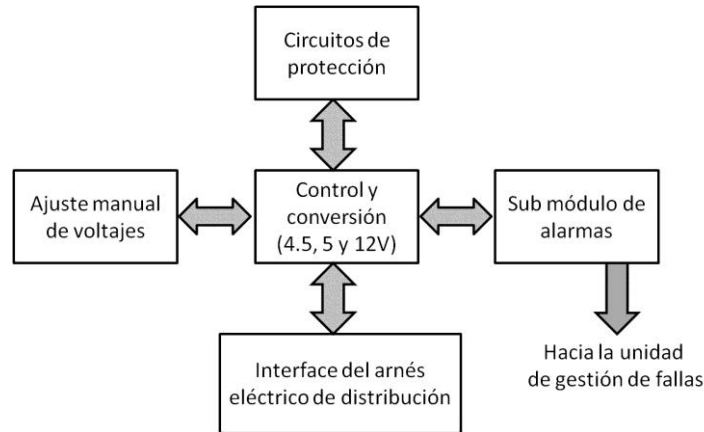 Circuitos de
protección
Ajuste manual
de voltajes
Control y
conversión
(4.5, 5 y 12V)
Sub módulo de
alarmas
Interface del arnés
eléctrico de distribución
Hacia la unidad
de gestión de fallas